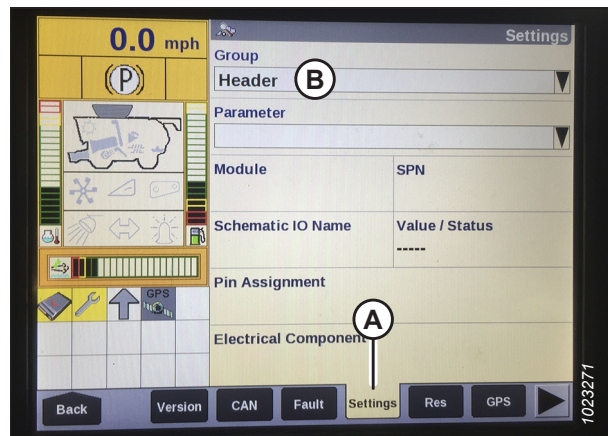 0.0 mph
(P)
GPS
Settings
Group
Header
B
Parameter
Module
SPN
Schematic IO Name
Value / Status
-----
Pin Assignment
A
Electrical Component
Back
Version
CAN
Fault
Settings
Res
GPS
1023271